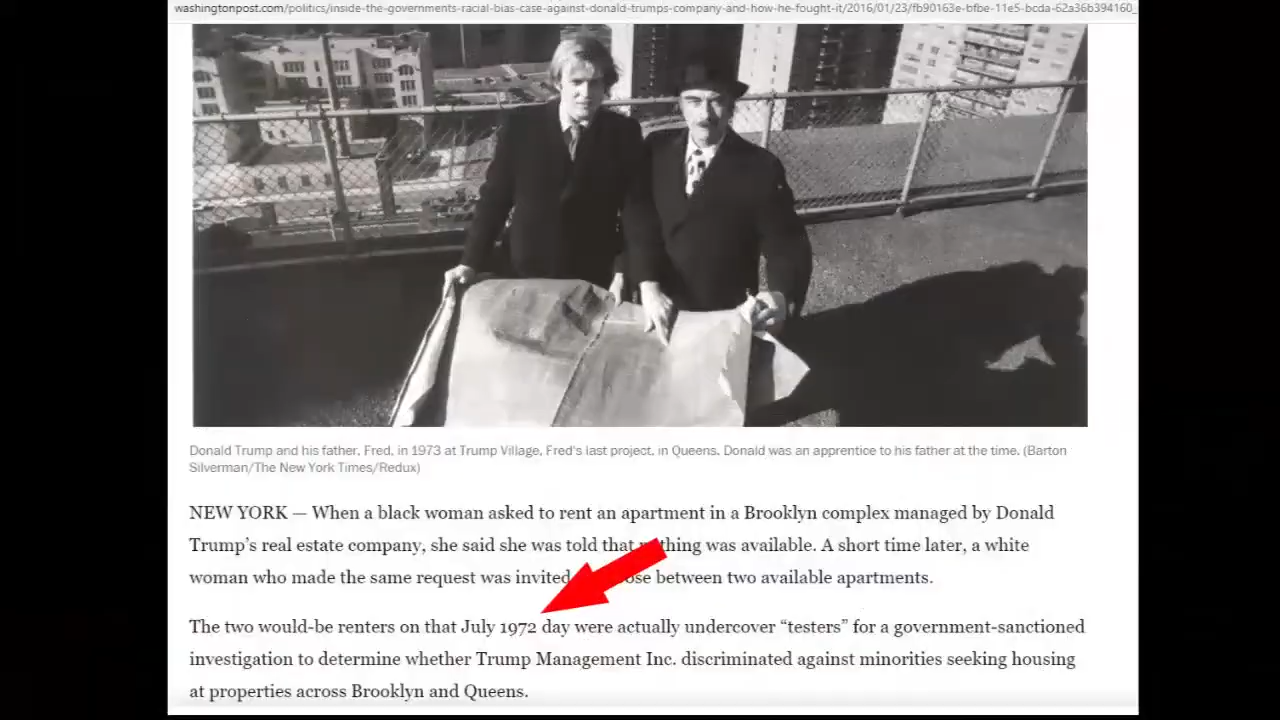 washingtonpost.com/politics/inside-the-governments-racial-bias-case-against-donald-trumps-company-and-how-he-fought-it/2016/01/23/fb90163e-bfbe-11e5-bcda-62a36b394160_
Donald Trump and his father, Fred, in 1973 at Trump Village, Fred's last project, in Queens. Donald was an apprentice to his father at the time. (Barton
Silverman/The New York Times/Redux)
NEW YORK — When a black woman asked to rent an apartment in a Brooklyn complex managed by Donald
Trump's real estate company, she said she was told that was available. A short time later, a white
woman who made the same request was invited between two available apartments.
The two would-be renters on that July 1972 day were actually undercover “testers” for a government-sanctioned
investigation to determine whether Trump Management Inc. discriminated against minorities seeking housing
at properties across Brooklyn and Queens.